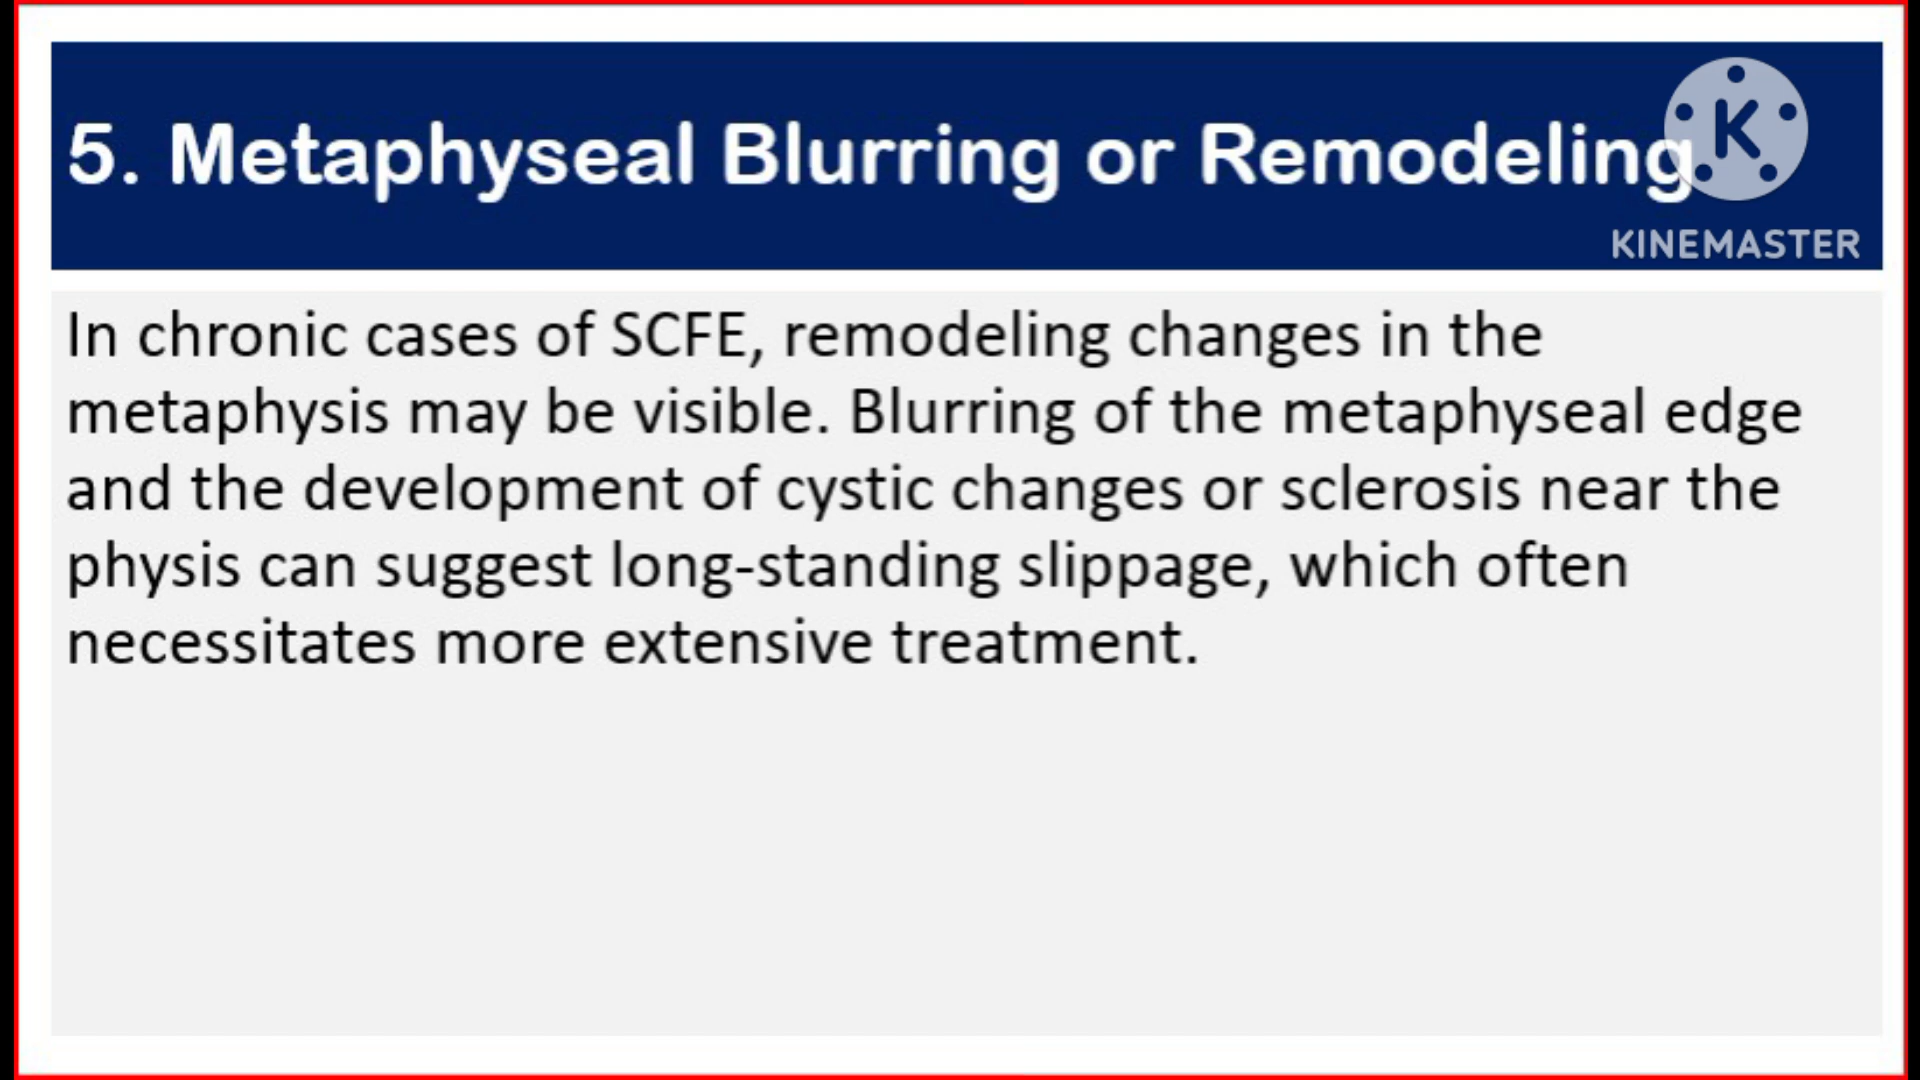 5. Metaphyseal Blurring or Remodeling
K
KINEMASTER
In chronic cases of SCFE, remodeling changes in the
metaphysis may be visible. Blurring of the metaphyseal edge
and the development of cystic changes or sclerosis near the
physis can suggest long-standing slippage, which often
necessitates more extensive treatment.